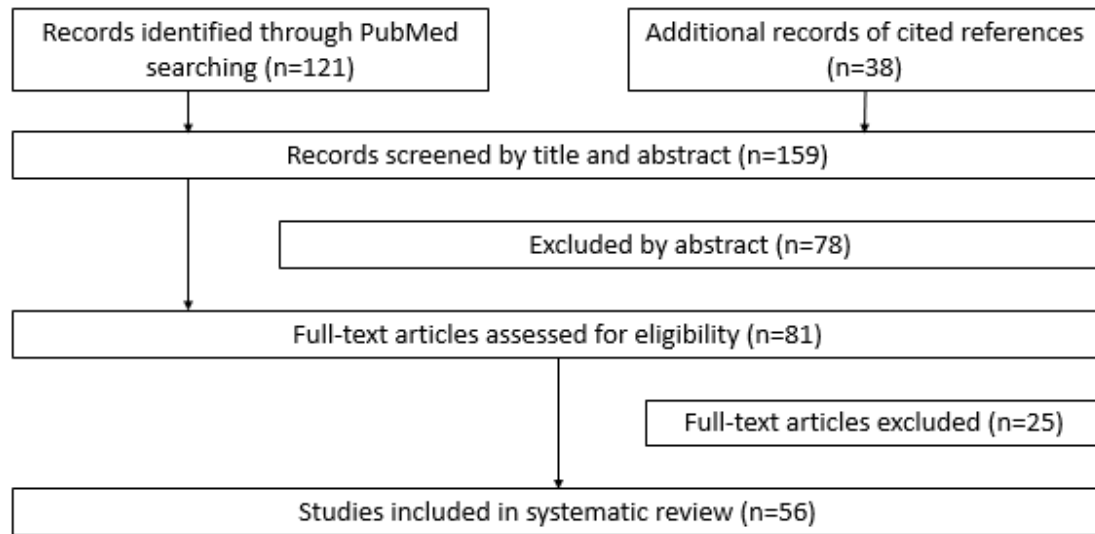 Records identified through PubMed
searching (n=121)
Additional records of cited references
(n=38)
Records screened by title and abstract (n=159)
Excluded by abstract (n=78)
Full-text articles assessed for eligibility (n=81)
Full-text articles excluded (n=25)
Studies included in systematic review (n=56)